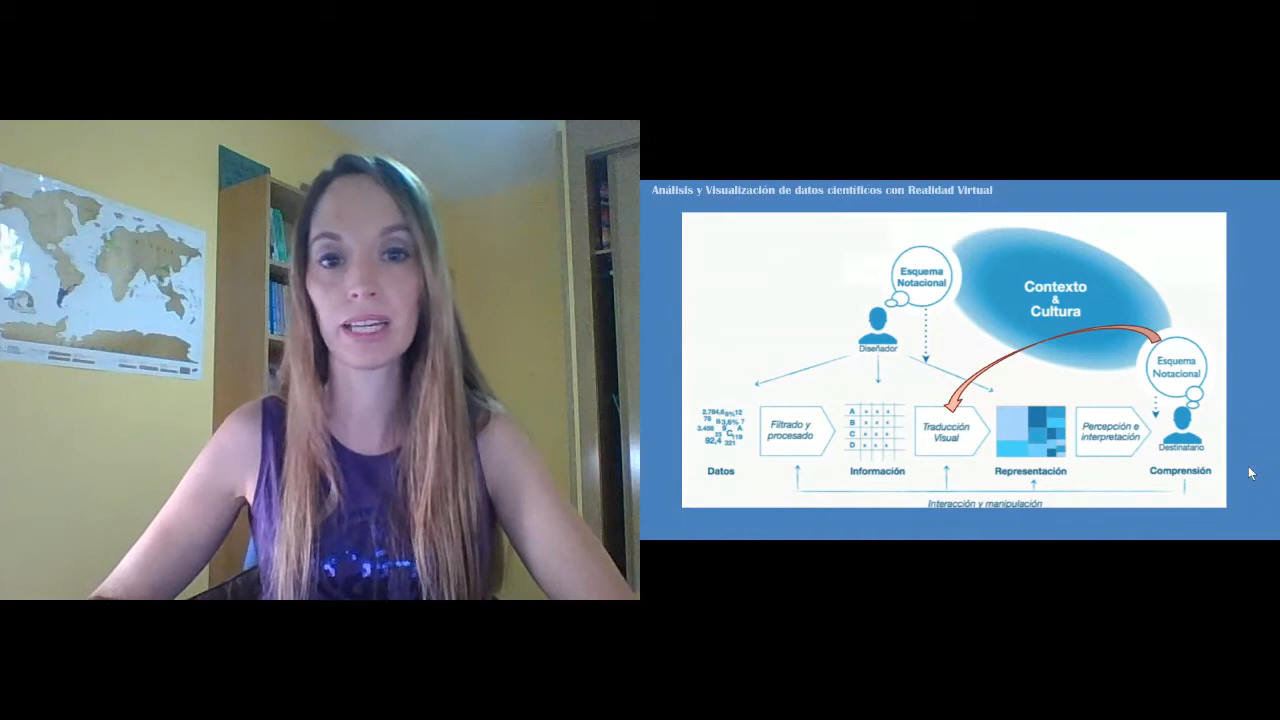 Análisis y Visualización de datos científicos con Realidad Virtual
Esquema
Notacional
Contexto
&
Cultura
Diseñador
Esquema
Notacional
Filtrado y
procesado
A
B
C
D
Traducción
Visual
Percepción e
interpretación
Destinatario
Datos
Información
Representación
Comprensión
Interacción y manipulación